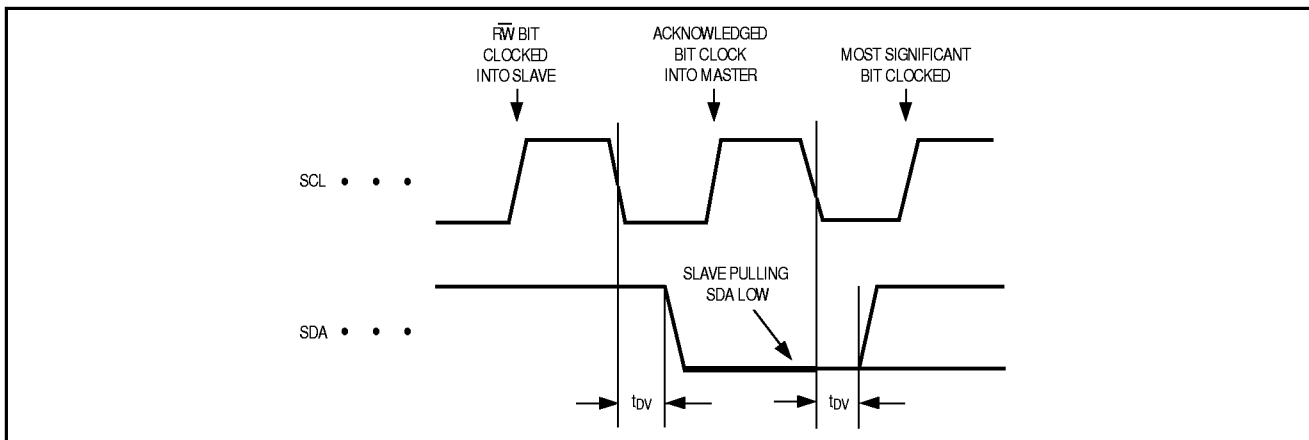 RW̅ BIT
CLOCKED
INTO SLAVE
ACKNOWLEDGED
BIT CLOCK
INTO MASTER
MOST SIGNIFICANT
BIT CLOCKED
SCL • • •
SLAVE PULLING
SDA LOW
SDA • • •
tDV
tDV